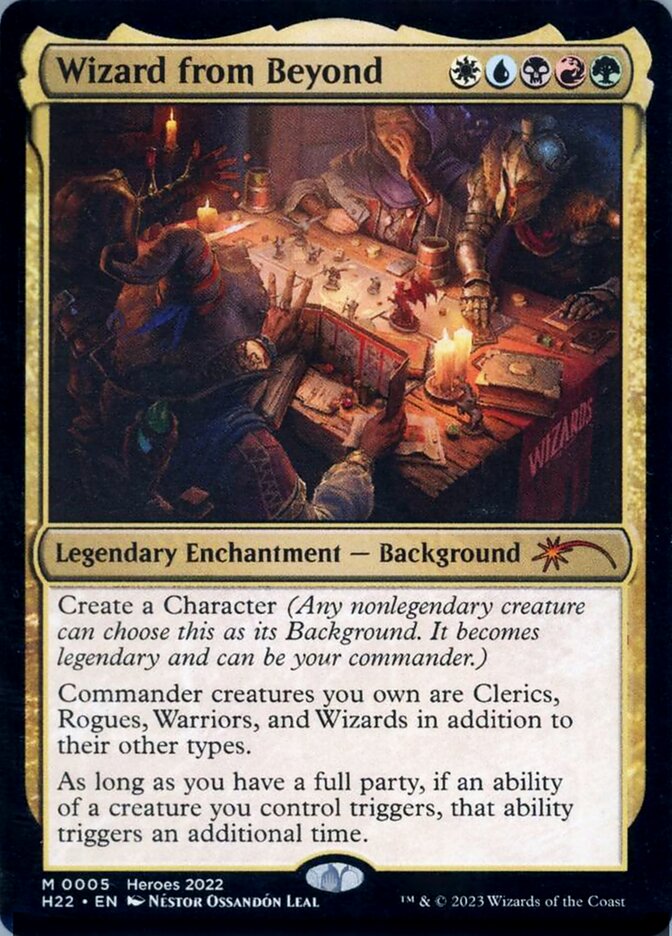 Wizard from Beyond
WIZARDS
Legendary Enchantment — Background
Create a Character (Any nonlegendary creature
can choose this as its Background. It becomes
legendary and can be your commander.)
Commander creatures you own are Clerics,
Rogues, Warriors, and Wizards in addition to
their other types.
As long as you have a full party, if an ability
of a creature you control triggers, that ability
triggers an additional time.
M 0005 Heroes 2022
H22 • EN Néstor Ossandón Leal
™ & © 2023 Wizards of the Coast